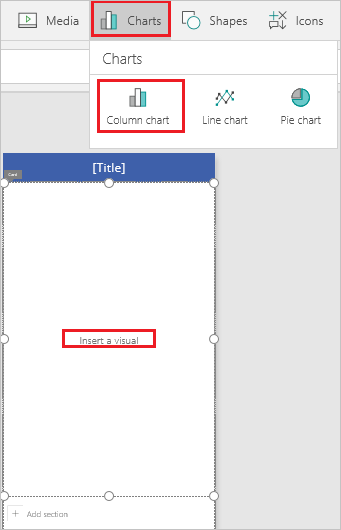 Media Charts Shapes Icons
Charts
Column chart Line chart Pie chart
[Title]
Card
Insert a visual
+ Add section